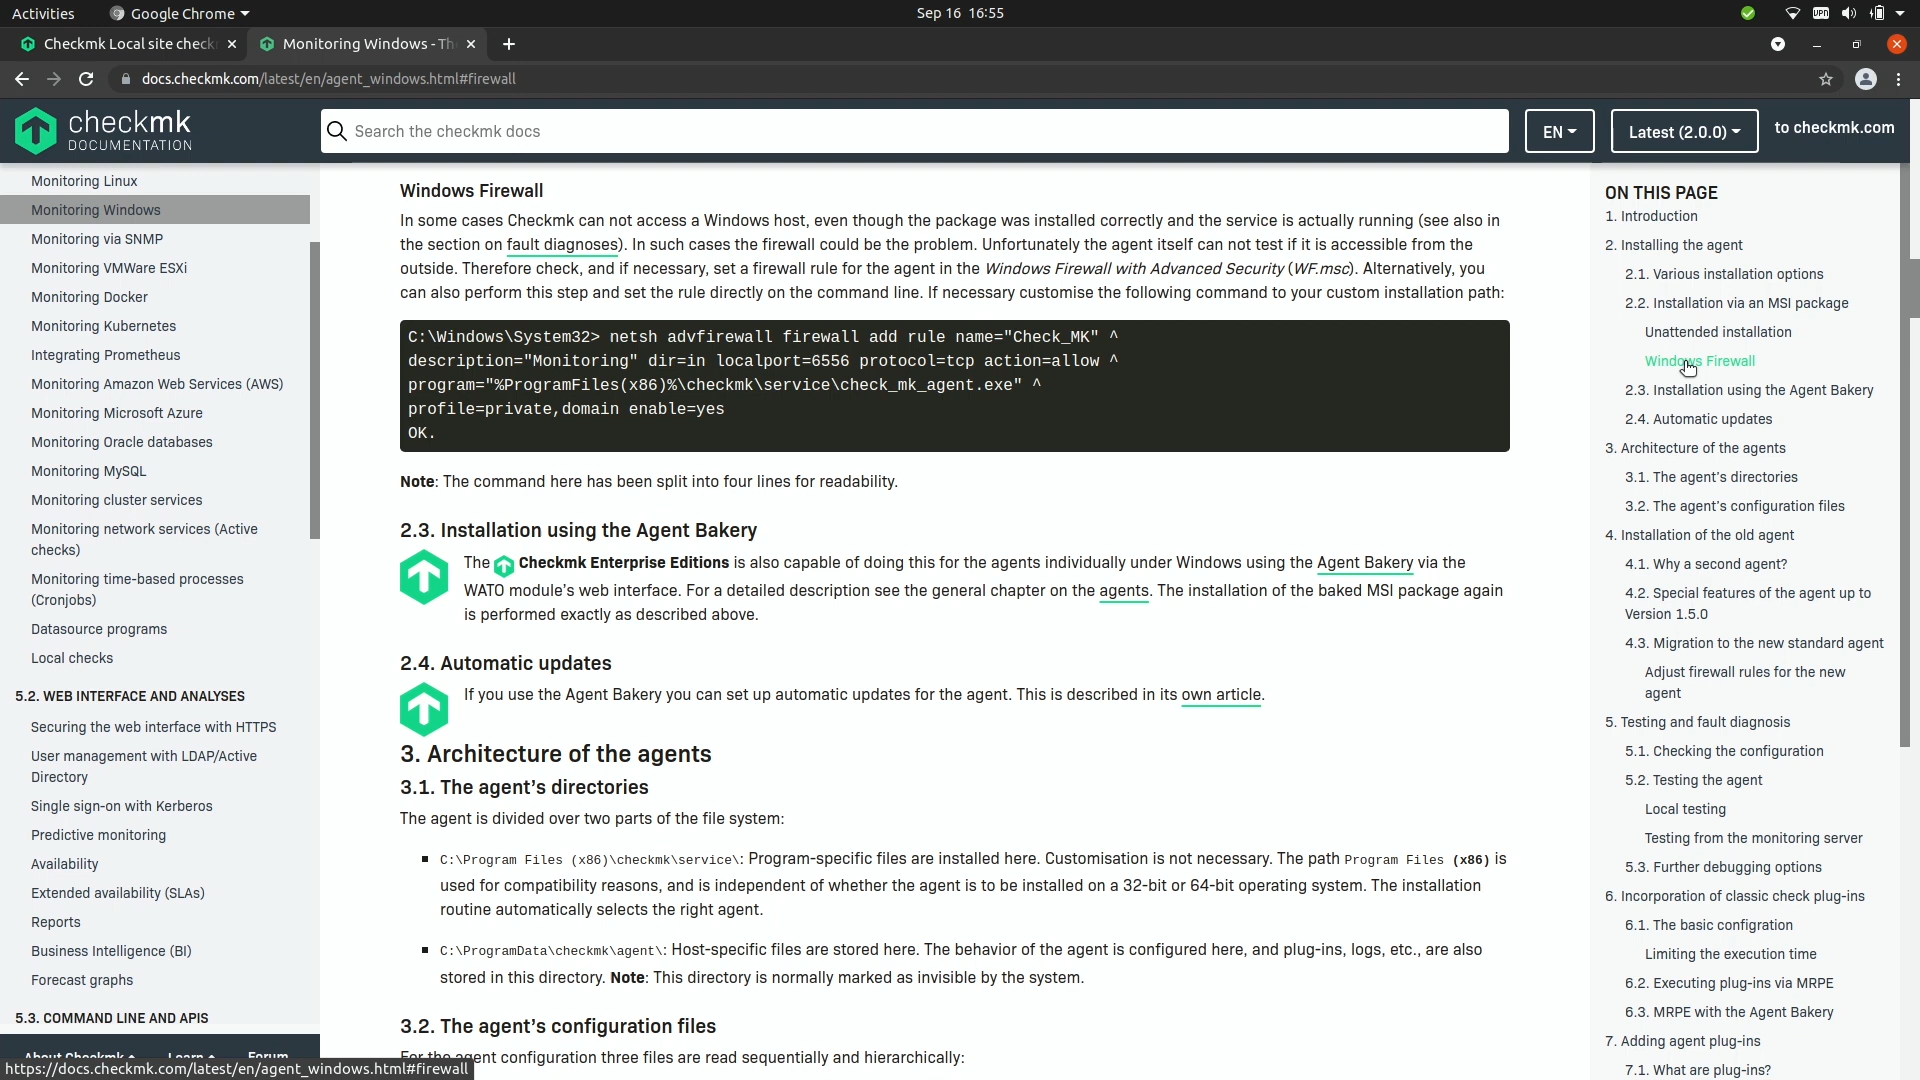 Activities
Google Chrome
Sep 16 16:55
VPN
Checkmk Local site check
Monitoring Windows - Th
docs.checkmk.com/latest/en/agent_windows.html#firewall
checkmk
DOCUMENTATION
Search the checkmk docs
EN
Latest (2.0.0)
to checkmk.com
Monitoring Linux
Monitoring Windows
Monitoring via SNMP
Monitoring VMWare ESXi
Monitoring Docker
Monitoring Kubernetes
Integrating Prometheus
Monitoring Amazon Web Services (AWS)
Monitoring Microsoft Azure
Monitoring Oracle databases
Monitoring MySQL
Monitoring cluster services
Monitoring network services (Active
checks)
Monitoring time-based processes
(Cronjobs)
Datasource programs
Local checks
5.2. WEB INTERFACE AND ANALYSES
Securing the web interface with HTTPS
User management with LDAP/Active
Directory
Single sign-on with Kerberos
Predictive monitoring
Availability
Extended availability (SLAs)
Reports
Business Intelligence (BI)
Forecast graphs
5.3. COMMAND LINE AND APIS
About Checkmk
Learn
Forum
https://docs.checkmk.com/latest/en/agent_windows.html#firewall
Windows Firewall
In some cases Checkmk can not access a Windows host, even though the package was installed correctly and the service is actually running (see also in
the section on fault diagnoses). In such cases the firewall could be the problem. Unfortunately the agent itself can not test if it is accessible from the
outside. Therefore check, and if necessary, set a firewall rule for the agent in the Windows Firewall with Advanced Security (WF.msc). Alternatively, you
can also perform this step and set the rule directly on the command line. If necessary customise the following command to your custom installation path:
C:\Windows\System32> netsh advfirewall firewall add rule name="Check_MK" ^
description="Monitoring" dir=in localport=6556 protocol=tcp action=allow ^
program="%ProgramFiles(x86)%\checkmk\service\check_mk_agent.exe" ^
profile=private,domain enable=yes
OK.
Note: The command here has been split into four lines for readability.
2.3. Installation using the Agent Bakery
The Checkmk Enterprise Editions is also capable of doing this for the agents individually under Windows using the Agent Bakery via the
WATO module's web interface. For a detailed description see the general chapter on the agents. The installation of the baked MSI package again
is performed exactly as described above.
2.4. Automatic updates
If you use the Agent Bakery you can set up automatic updates for the agent. This is described in its own article.
3. Architecture of the agents
3.1. The agent's directories
The agent is divided over two parts of the file system:
C:\Program Files (x86)\checkmk\service\: Program-specific files are installed here. Customisation is not necessary. The path Program Files (x86) is
used for compatibility reasons, and is independent of whether the agent is to be installed on a 32-bit or 64-bit operating system. The installation
routine automatically selects the right agent.
C:\ProgramData\checkmk\agent\: Host-specific files are stored here. The behavior of the agent is configured here, and plug-ins, logs, etc., are also
stored in this directory. Note: This directory is normally marked as invisible by the system.
3.2. The agent's configuration files
For the agent configuration three files are read sequentially and hierarchically:
ON THIS PAGE
1. Introduction
2. Installing the agent
2.1. Various installation options
2.2. Installation via an MSI package
Unattended installation
Windows Firewall
2.3. Installation using the Agent Bakery
2.4. Automatic updates
3. Architecture of the agents
3.1. The agent's directories
3.2. The agent's configuration files
4. Installation of the old agent
4.1. Why a second agent?
4.2. Special features of the agent up to
Version 1.5.0
4.3. Migration to the new standard agent
Adjust firewall rules for the new
agent
5. Testing and fault diagnosis
5.1. Checking the configuration
5.2. Testing the agent
Local testing
Testing from the monitoring server
5.3. Further debugging options
6. Incorporation of classic check plug-ins
6.1. The basic configration
Limiting the execution time
6.2. Executing plug-ins via MRPE
6.3. MRPE with the Agent Bakery
7. Adding agent plug-ins
7.1. What are plug-ins?